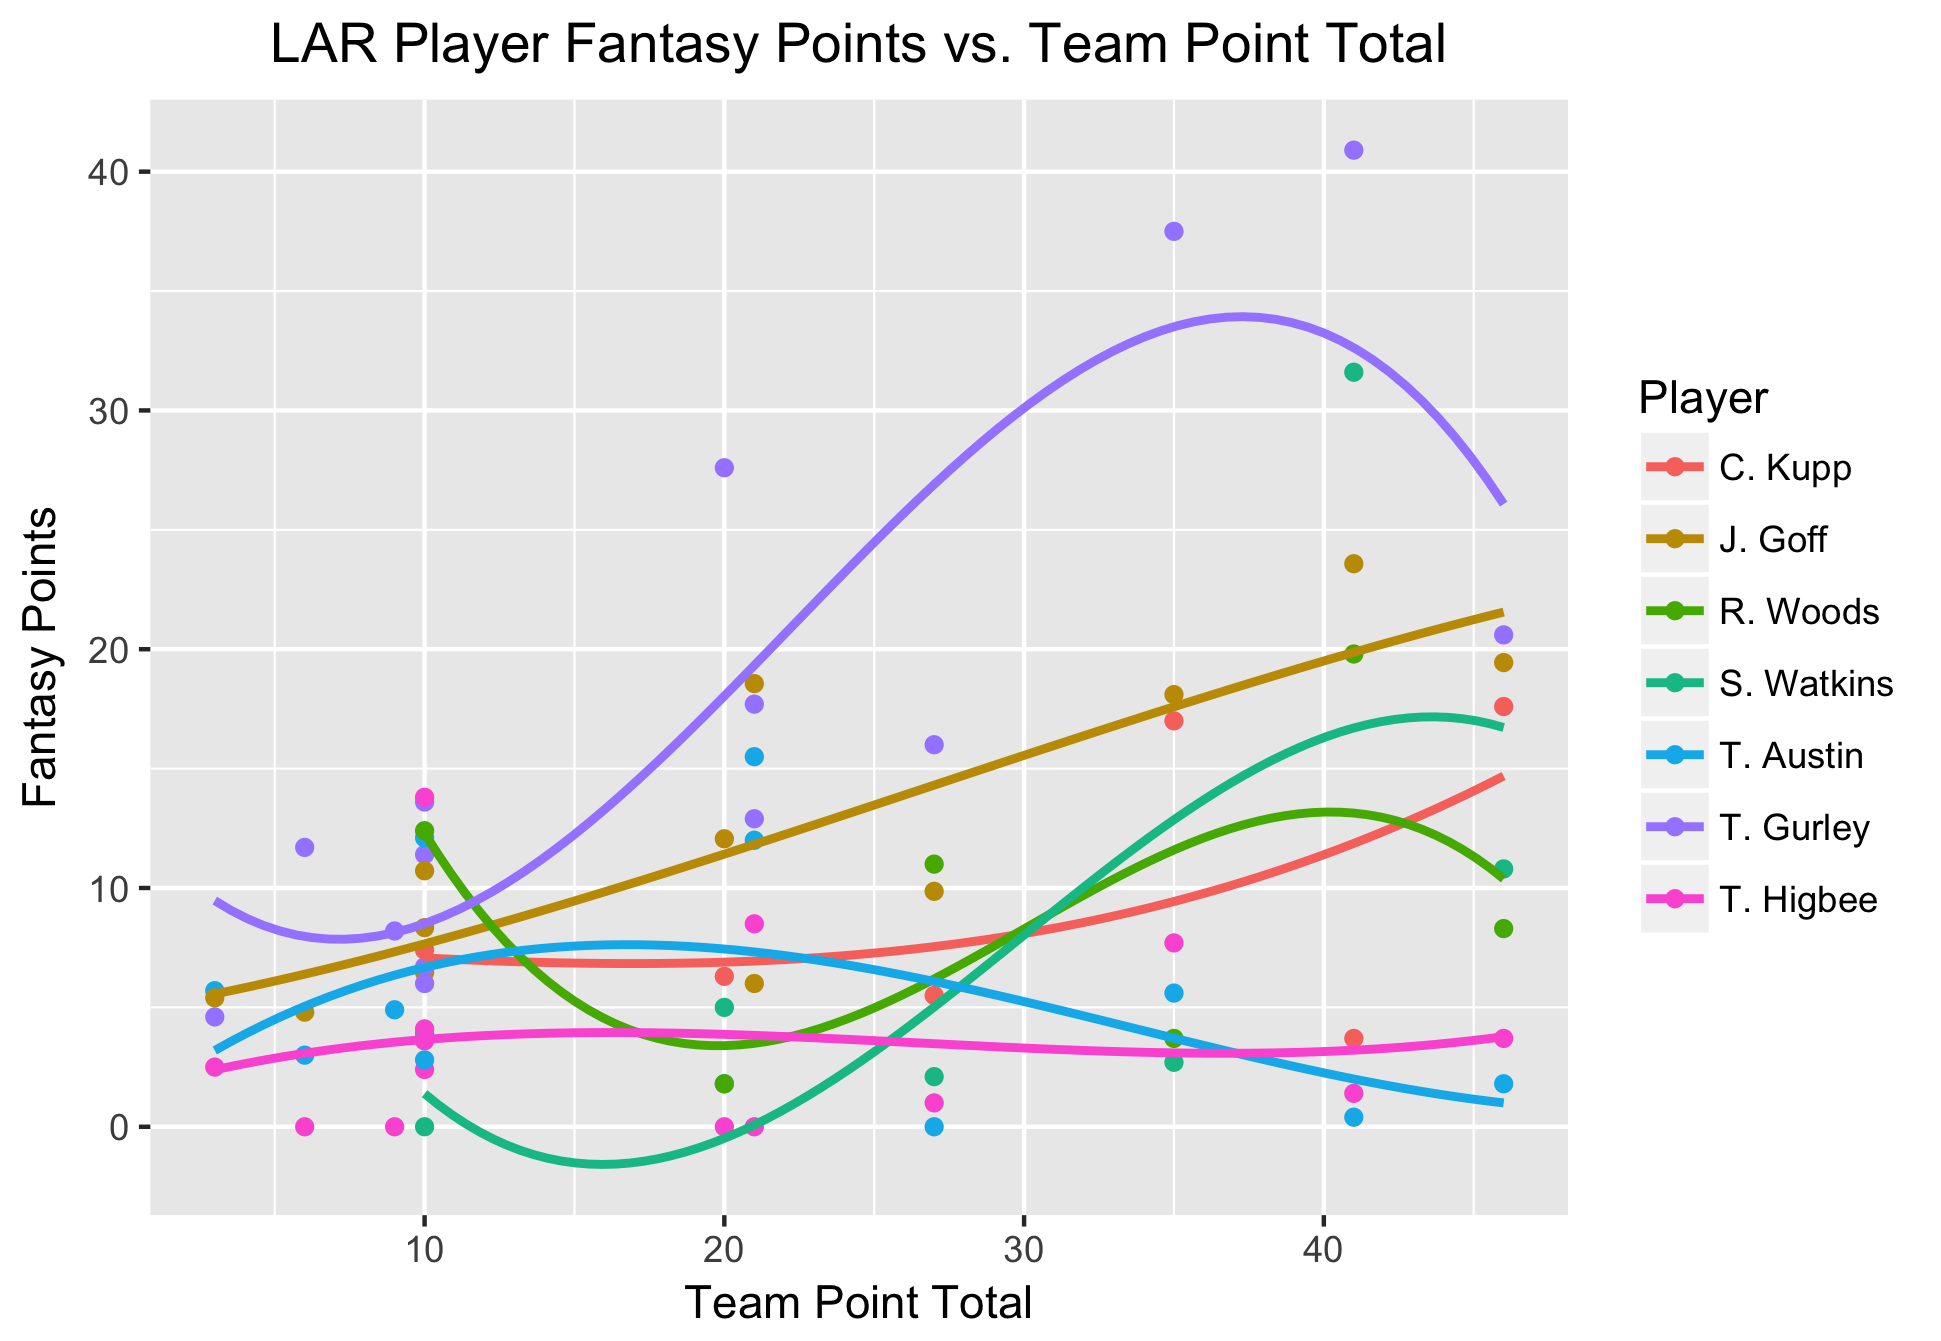 LAR Player Fantasy Points vs. Team Point Total
40
30
20
10
0
Fantasy Points
10 20 30 40
Team Point Total
Player
C. Kupp
J. Goff
R. Woods
S. Watkins
T. Austin
T. Gurley
T. Higbee